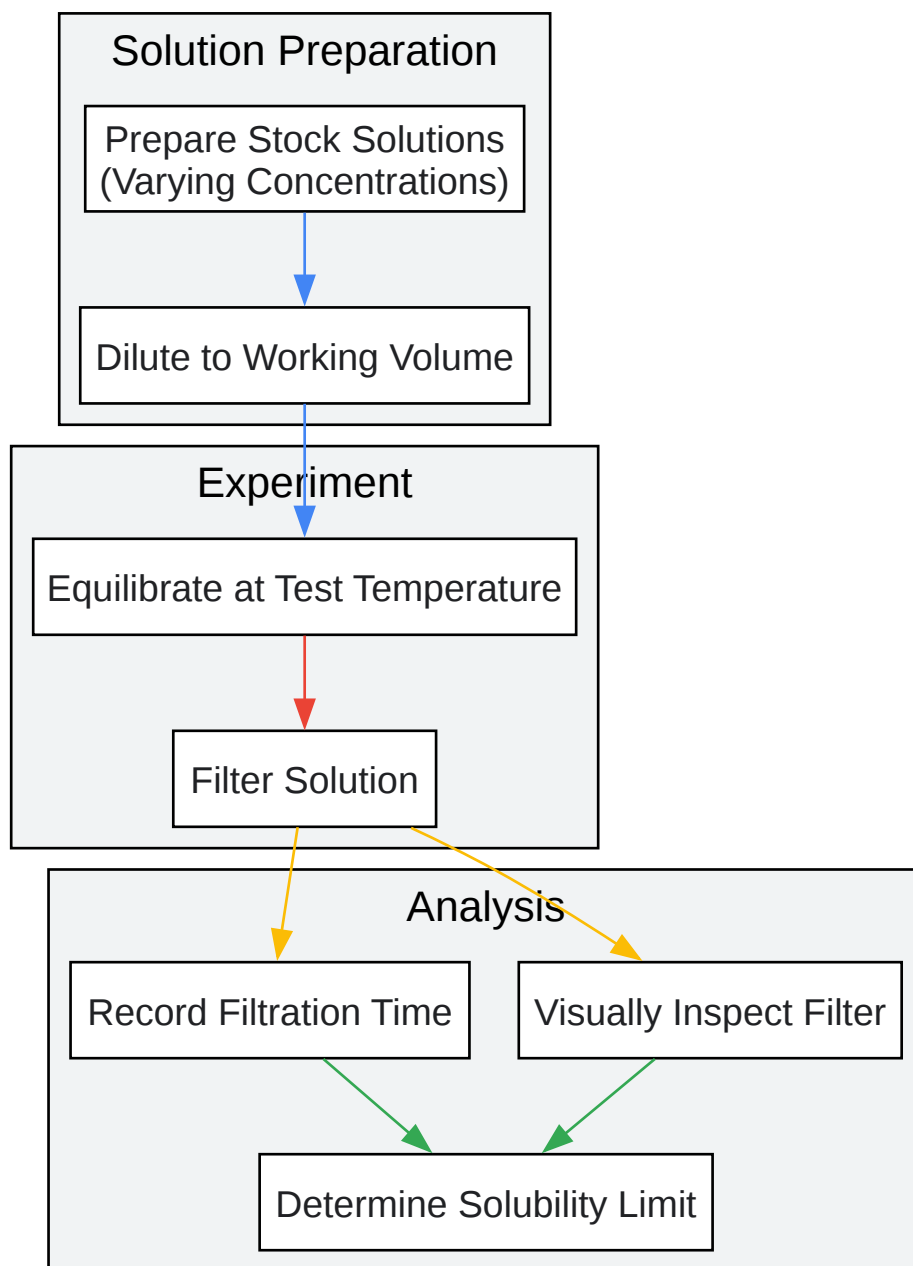 Solution Preparation
Prepare Stock Solutions
(Varying Concentrations)
Dilute to Working Volume
Experiment
Equilibrate at Test Temperature
Filter Solution
Analysis
Record Filtration Time
Visually Inspect Filter
Determine Solubility Limit